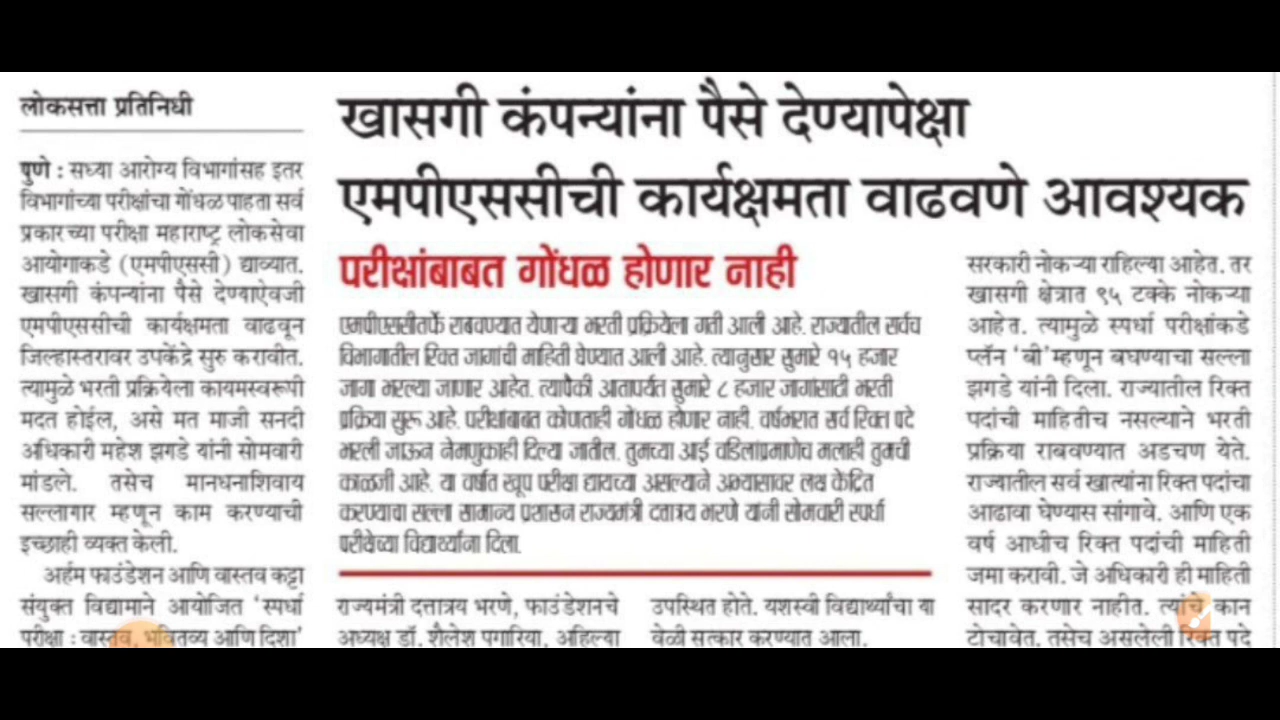 लोकसत्ता प्रतिनिधी
पुणे : सध्या आरोग्य विभागांसह इतर
विभागांच्या परीक्षांचा गोंधळ पाहता सर्व
प्रकारच्या परीक्षा महाराष्ट्र लोकसेवा
आयोगाकडे (एमपीएससी) द्याव्यात.
खासगी कंपन्यांना पैसे देण्याऐवजी
एमपीएससीची कार्यक्षमता वाढवून
जिल्हास्तरावर उपकेंद्रे सुरु करावीत.
त्यामुळे भरती प्रक्रियेला कायमस्वरूपी
मदत होईल, असे मत माजी सनदी
अधिकारी महेश झगडे यांनी सोमवारी
मांडले. तसेच मानधनाशिवाय
सल्लागार म्हणून काम करण्याची
इच्छाही व्यक्त केली.
अर्हम फाउंडेशन आणि वास्तव कट्टा
संयुक्त विद्यामाने आयोजित ‘स्पर्धा
परीक्षा : वास्तव, भवितव्य आणि दिशा’
खासगी कंपन्यांना पैसे देण्यापेक्षा
एमपीएससीची कार्यक्षमता वाढवणे आवश्यक
परीक्षांबाबत गोंधळ होणार नाही
एमपीएससीतर्फे राबवण्यात येणाऱ्या भरती प्रक्रियेला गती आली आहे. राज्यातील सर्वच
विभागातील रिक्त जागांची माहिती घेण्यात आली आहे. त्यानुसार सुमारे १५ हजार
जागा भरल्या जाणार आहेत. त्यापैकी आतापर्यंत सुमारे ८ हजार जागांसाठी भरती
प्रक्रिया सुरू आहे. परीक्षांबाबत कोणताही गोंधळ होणार नाही. वर्षभरात सर्व रिक्त पदे
भरली जाऊन नेमणुकाही दिल्या जातील. तुमच्या आई वडिलांप्रमाणेच मलाही तुमची
काळजी आहे. या वर्षात खूप परीक्षा द्यायच्या असल्याने अभ्यासावर लक्ष केंद्रित
करण्याचा सल्ला सामान्य प्रशासन राज्यमंत्री दत्तात्रय भरणे यांनी सोमवारी स्पर्धा
परीक्षेच्या विद्यार्थ्यांना दिला.
राज्यमंत्री दत्तात्रय भरणे, फाउंडेशनचे
अध्यक्ष डॉ. शैलेश पगारिया, अहिल्या
उपस्थित होते. यशस्वी विद्यार्थ्यांचा या
वेळी सत्कार करण्यात आला.
सरकारी नोकऱ्या राहिल्या आहेत. तर
खासगी क्षेत्रात ९५ टक्के नोकऱ्या
आहेत. त्यामुळे स्पर्धा परीक्षांकडे
प्लॅन ‘बी’म्हणून बघण्याचा सल्ला
झगडे यांनी दिला. राज्यातील रिक्त
पदांची माहितीच नसल्याने भरती
प्रक्रिया राबवण्यात अडचण येते.
राज्यातील सर्व खात्यांना रिक्त पदांचा
आढावा घेण्यास सांगावे. आणि एक
वर्ष आधीच रिक्त पदांची माहिती
जमा करावी. जे अधिकारी ही माहिती
सादर करणार नाहीत. त्यांचे कान
टोचावेत. तसेच असलेली रिक्त पदे